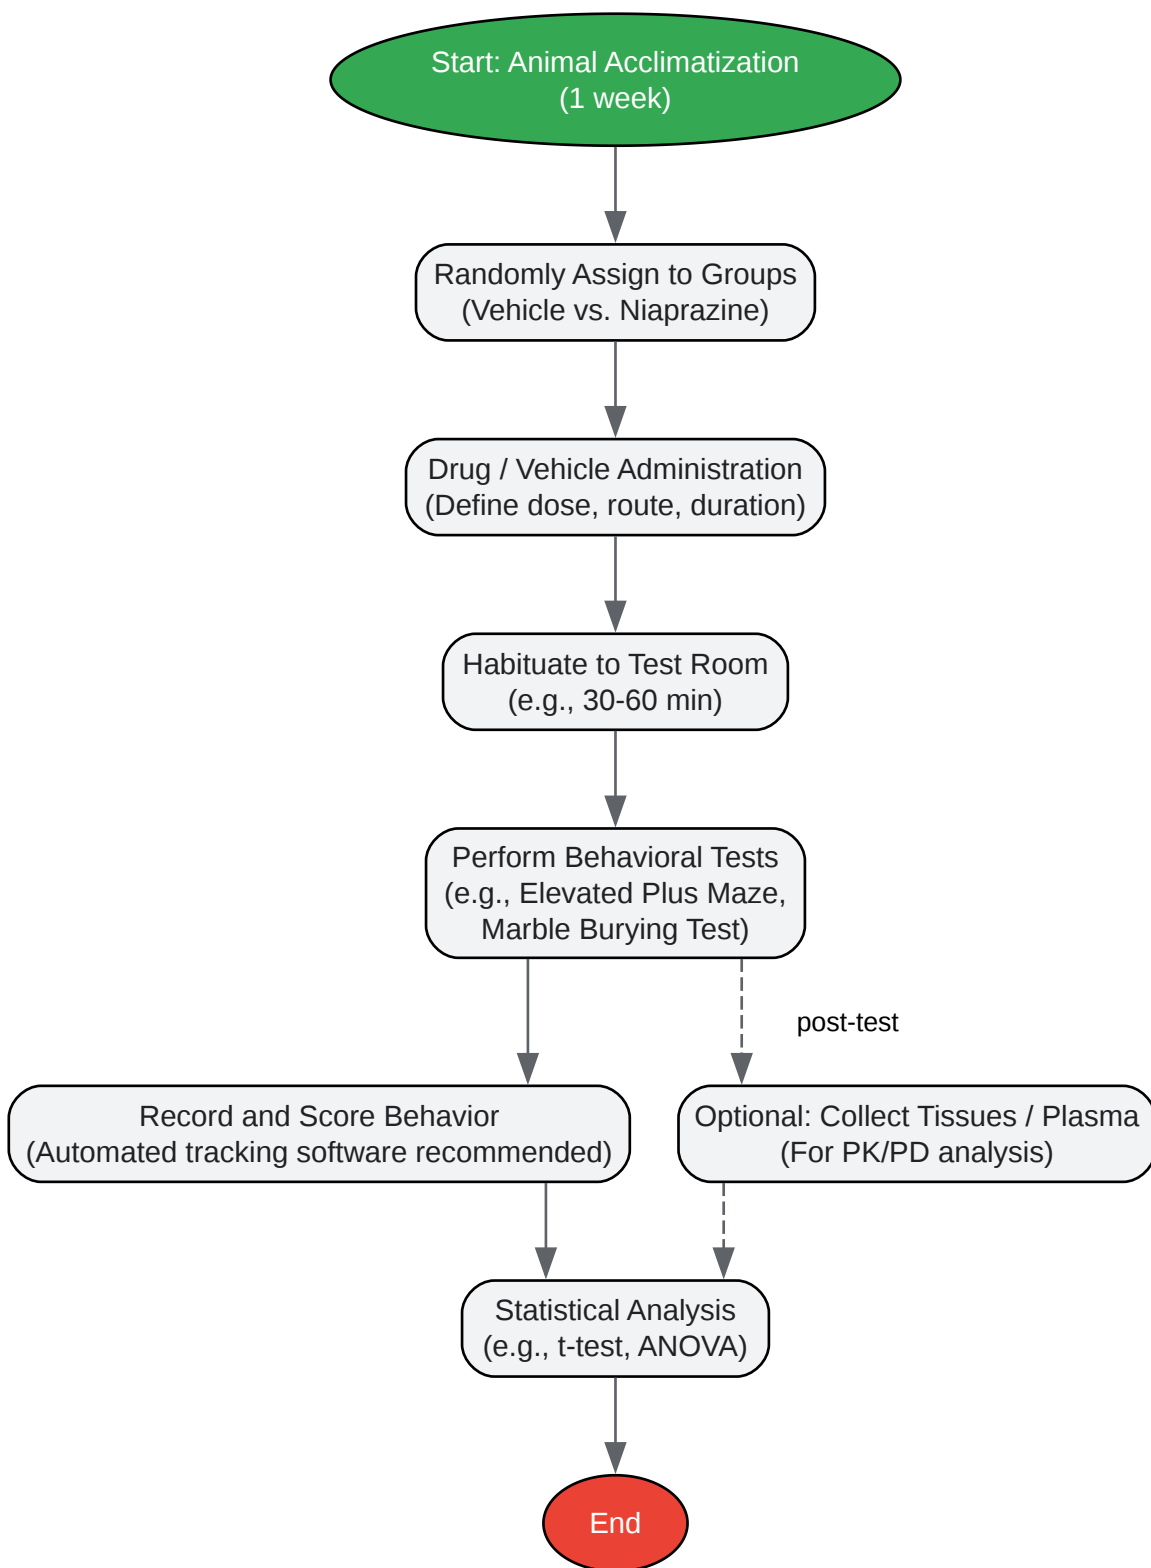 Start: Animal Acclimatization
(1 week)
Randomly Assign to Groups
(Vehicle vs. Niaprazine)
Drug / Vehicle Administration
(Define dose, route, duration)
Habituate to Test Room
(e.g., 30-60 min)
Perform Behavioral Tests
(e.g., Elevated Plus Maze,
Marble Burying Test)
post-test
Record and Score Behavior
(Automated tracking software recommended)
Optional: Collect Tissues / Plasma
(For PK/PD analysis)
Statistical Analysis
(e.g., t-test, ANOVA)
End